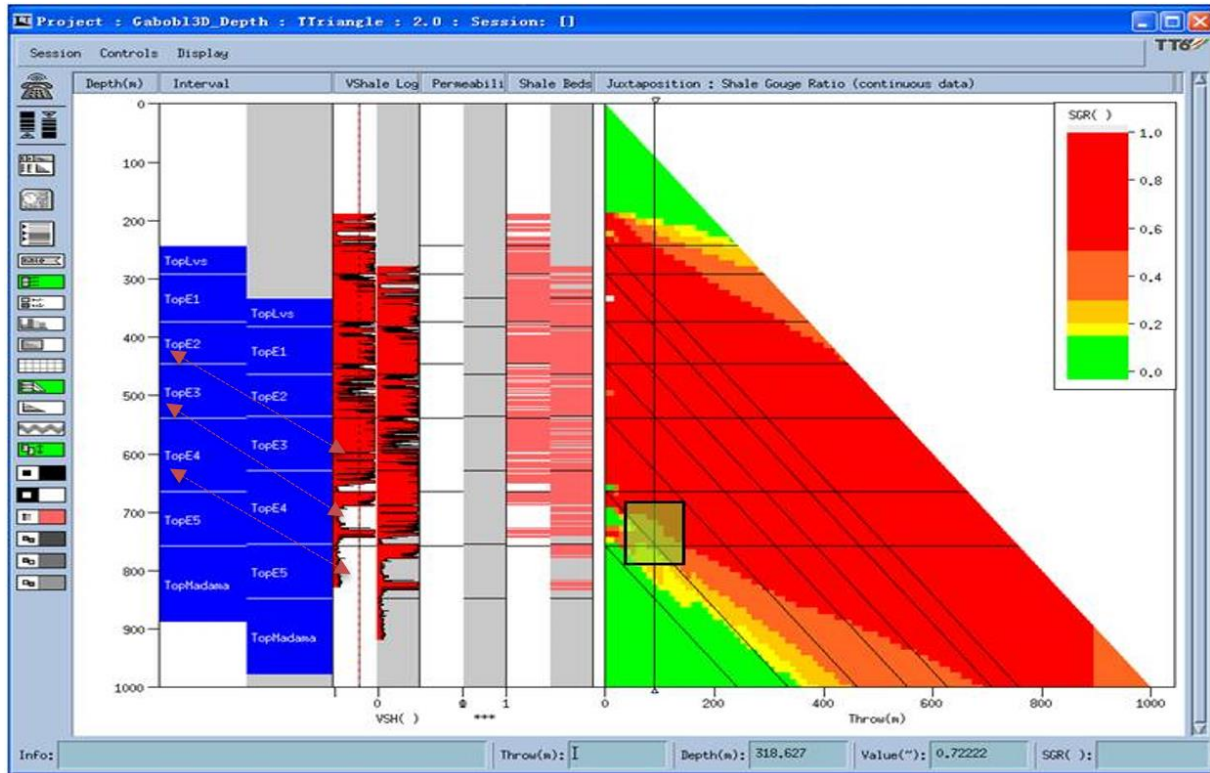 Project : Gabobl3D_Depth : TTriangle : 2.0 : Session: []
Session Controls Display
TT6
Depth(m) Interval VShale Log Permeabili Shale Beds Juxtaposition : Shale Gouge Ratio (continuous data)
SGR( )
1.0
0.8
0.6
0.4
0.2
0.0
0
100
200
300
400
500
600
700
800
900
1000
TopLvs
TopE1
TopE2
TopE3
TopE4
TopE5
TopMadama
TopLvs
TopE1
TopE2
TopE3
TopE4
TopE5
TopMadama
0 1
VSH( ) ***
0 200 400 600 800 1000
Throw(m)
Info: Throw(m): Depth(m): 318.627 Value(~): 0.72222 SGR( ):